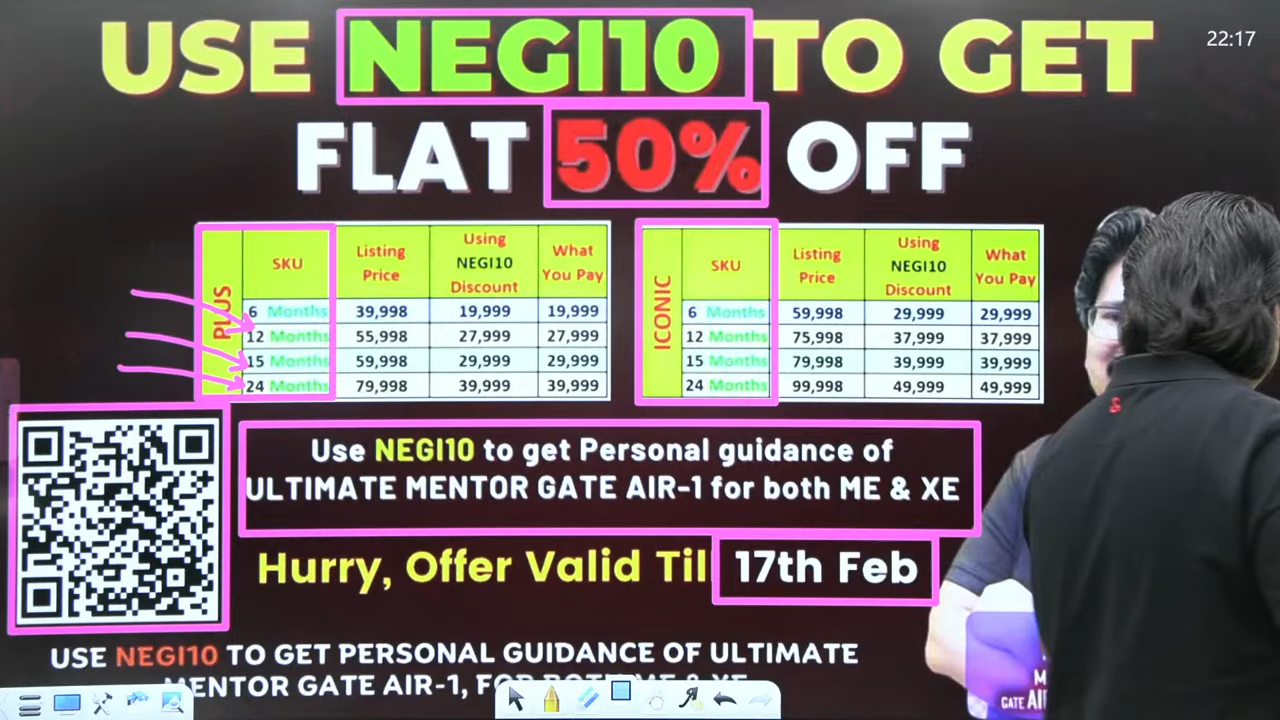 USE NEGI10 TO GET
22:17
FLAT 50% OFF
PLUS
SKU Listing Price Using NEGI10 Discount What You Pay
6 Months 39,998 19,999 19,999
12 Months 55,998 27,999 27,999
15 Months 59,998 29,999 29,999
24 Months 79,998 39,999 39,999
ICONIC
SKU Listing Price Using NEGI10 Discount What You Pay
6 Months 59,998 29,999 29,999
12 Months 75,998 37,999 37,999
15 Months 79,998 39,999 39,999
24 Months 99,998 49,999 49,999
Use NEGI10 to get Personal guidance of
ULTIMATE MENTOR GATE AIR-1 for both ME & XE
Hurry, Offer Valid Til 17th Feb
USE NEGI10 TO GET PERSONAL GUIDANCE OF ULTIMATE
MENTOR GATE AIR-1, FOR BOTH ME & XE
GATE AI